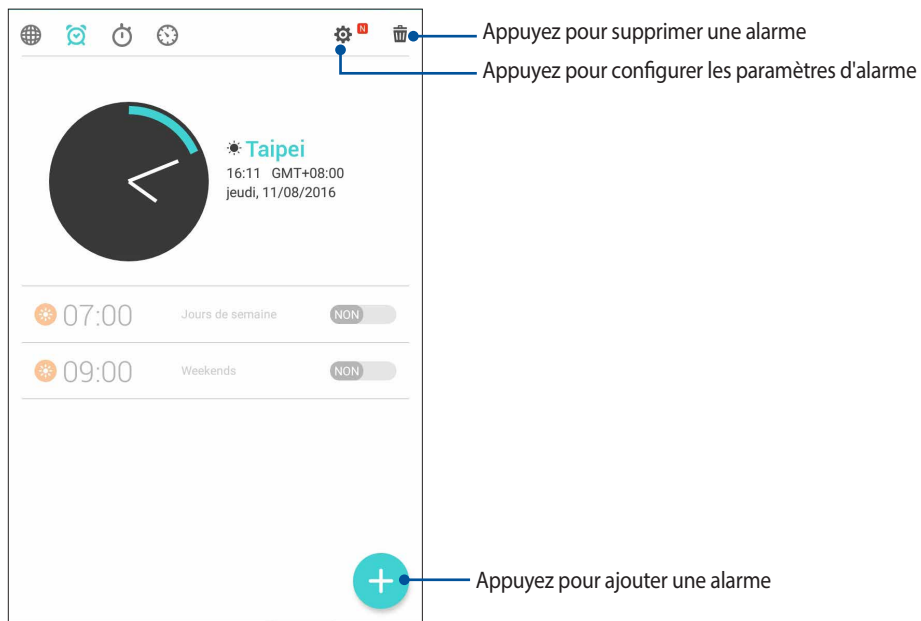 N
Appuyez pour supprimer une alarme
Appuyez pour configurer les paramètres d'alarme
Taipei
16:11 GMT+08:00
jeudi, 11/08/2016
07:00 Jours de semaine NON
09:00 Weekends NON
Appuyez pour ajouter une alarme